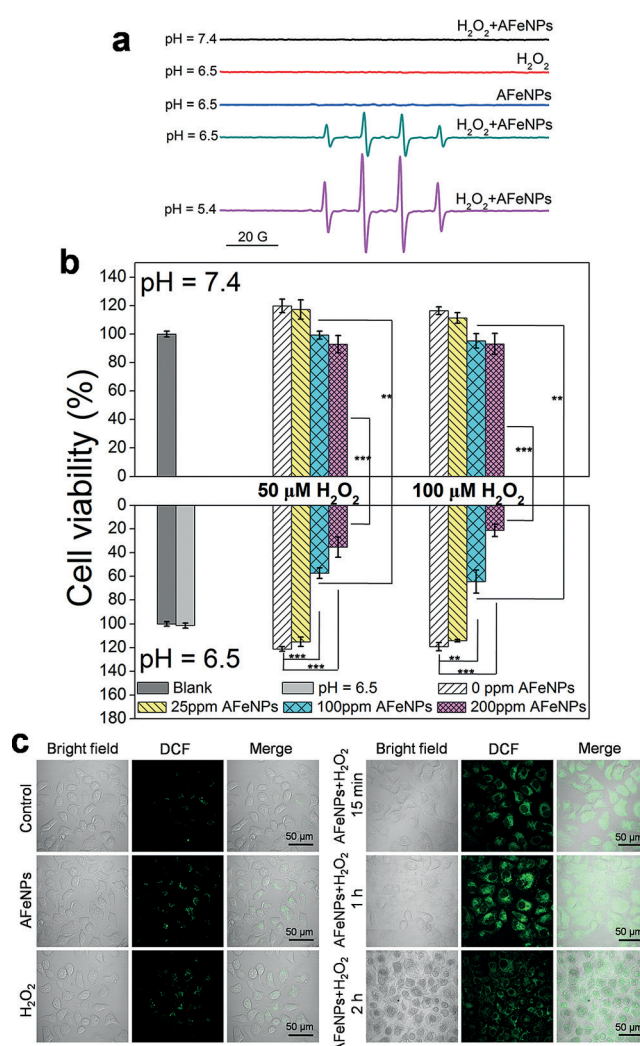 a
pH = 7.4 H₂O₂+AFeNPs
pH = 6.5 H₂O₂
pH = 6.5 AFeNPs
pH = 6.5 H₂O₂+AFeNPs
pH = 5.4 H₂O₂+AFeNPs
20 G
b
Cell viability (%)
pH = 7.4
140
120
100
80
60
40
20
0
** ***
** ***
50 μM H₂O₂ 100 μM H₂O₂
0
20
40
60
80
100
120
140
160
180
*** ***
** ***
pH = 6.5
Blank pH = 6.5 0 ppm AFeNPs
25ppm AFeNPs 100ppm AFeNPs 200ppm AFeNPs
c
Bright field DCF Merge
Control
50 μm
AFeNPs
50 μm
H₂O₂
50 μm
Bright field DCF Merge
AFeNPs+H₂O₂
15 min
50 μm
AFeNPs+H₂O₂
1 h
50 μm
AFeNPs+H₂O₂
2 h
50 μm